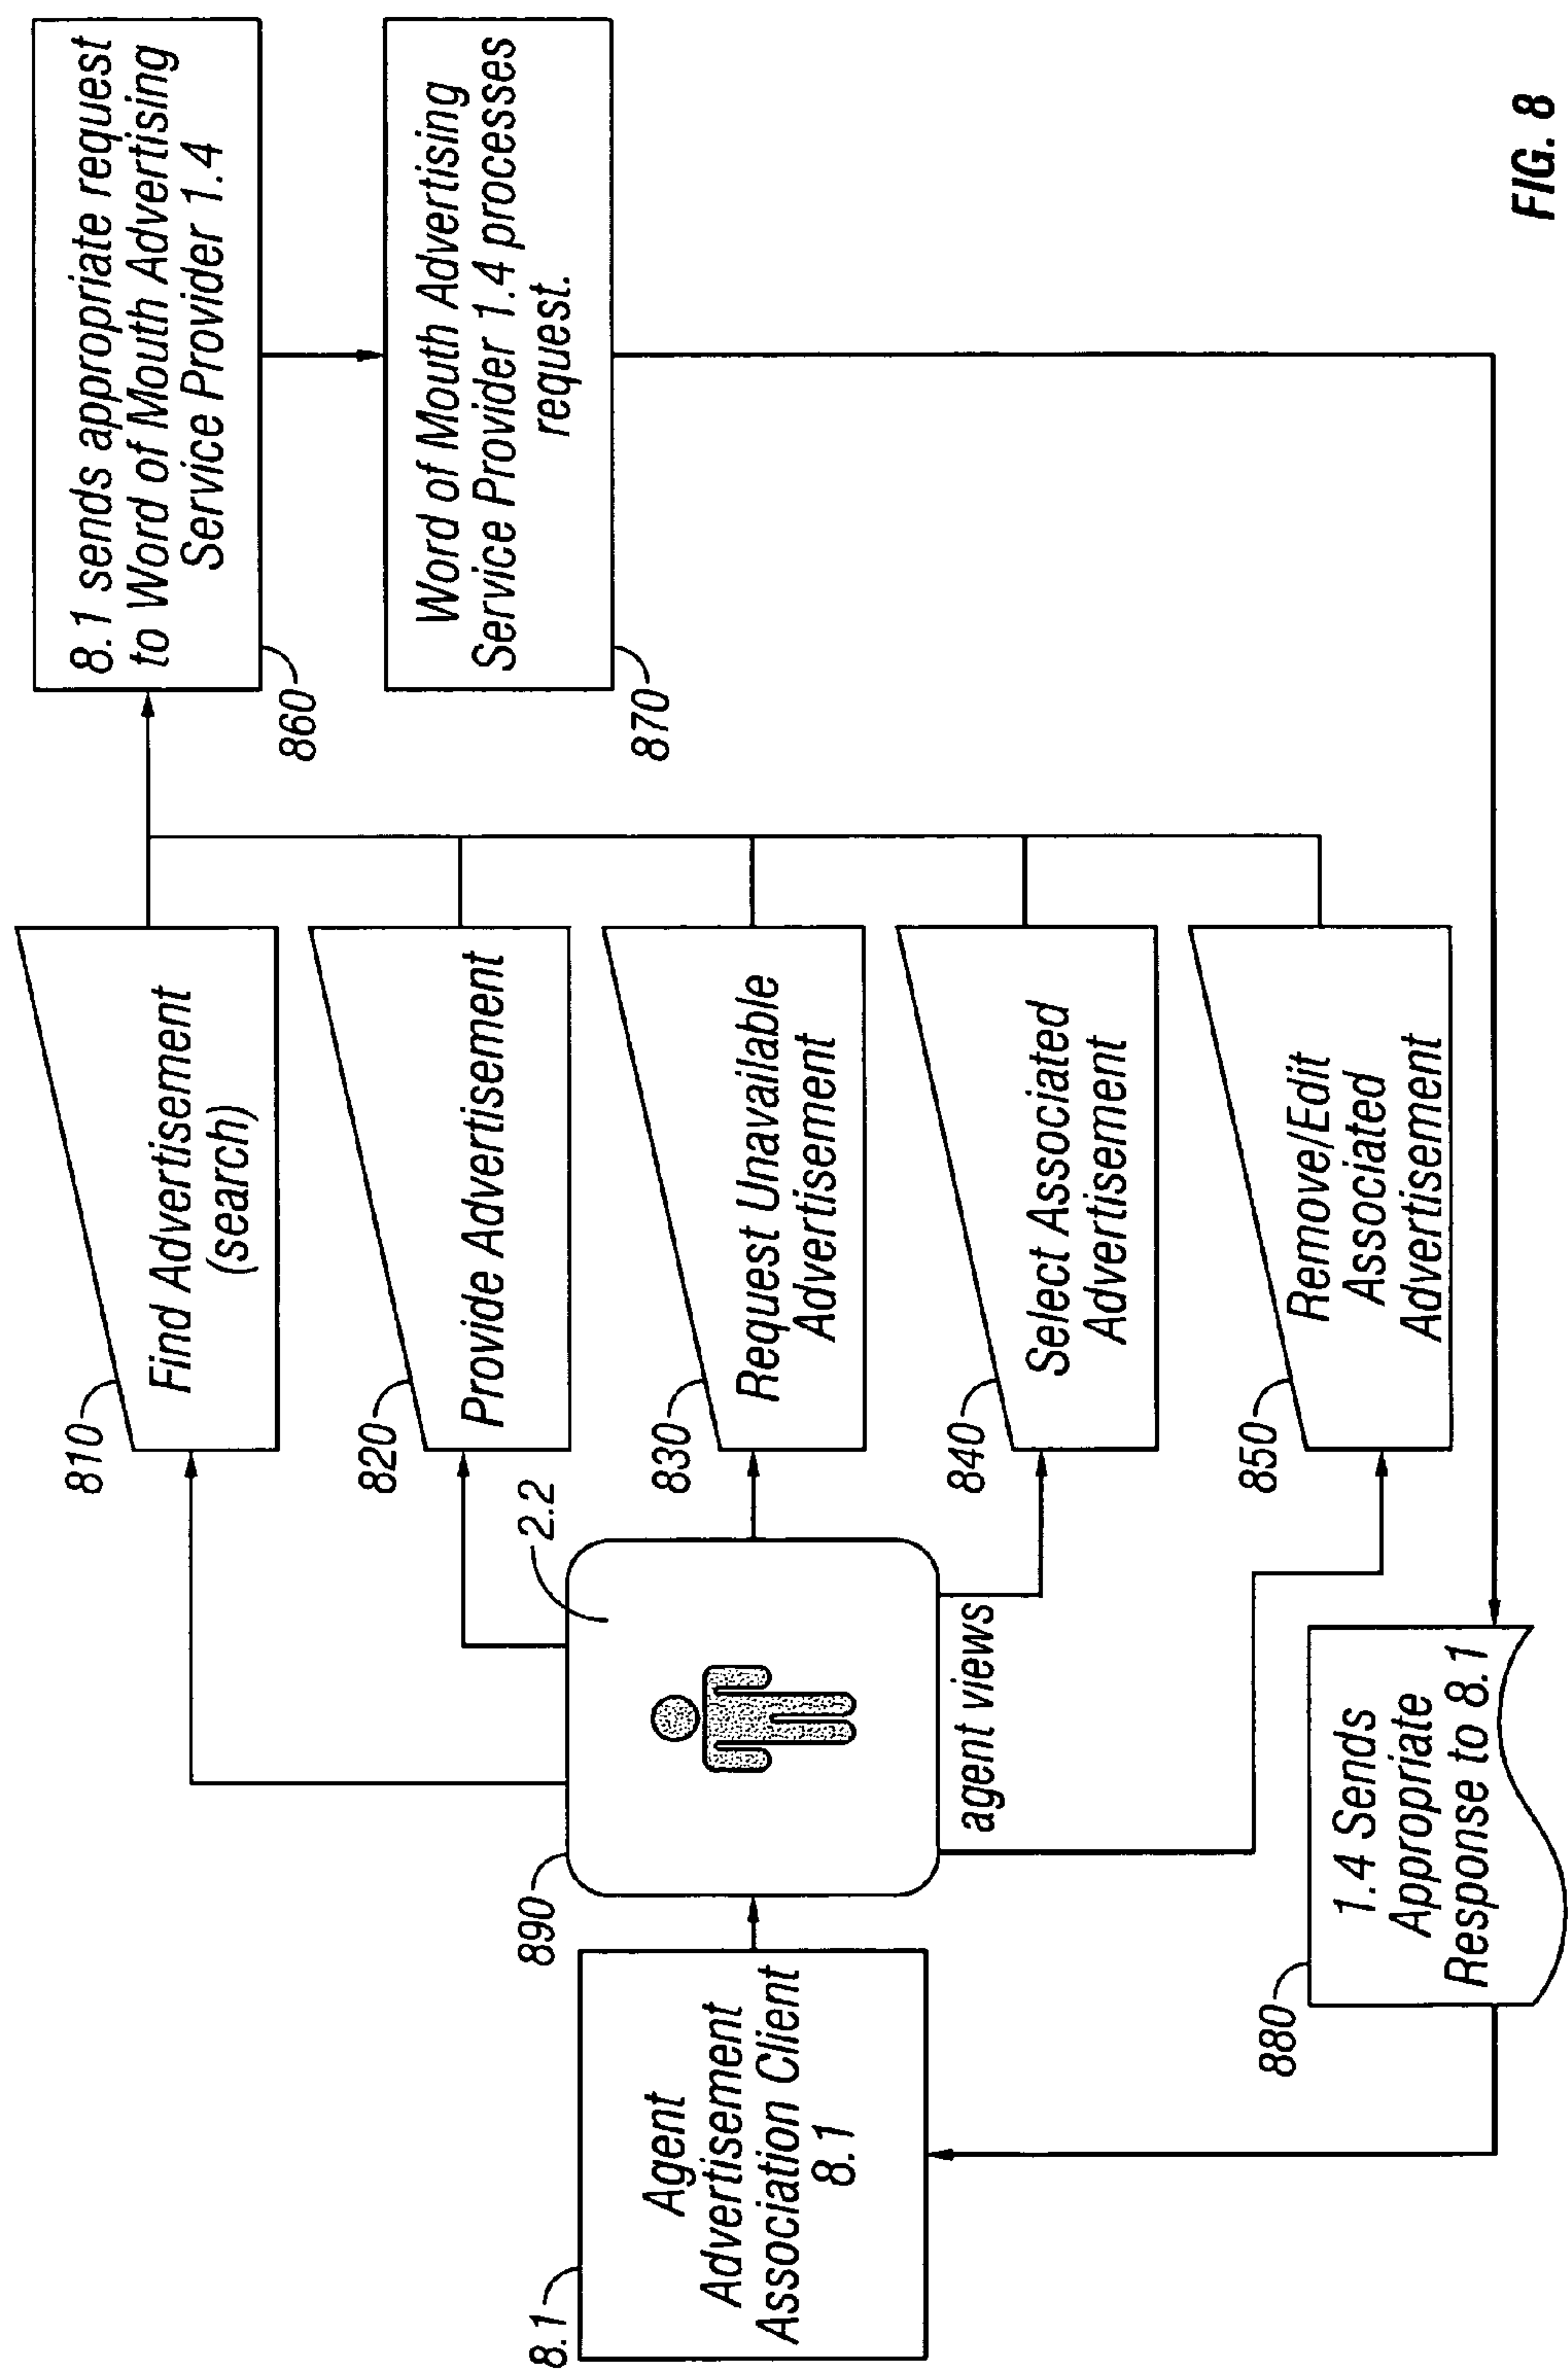 8.1
Agent
Advertisement
Association Client
8.1
890
2.2
agent views
810
Find Advertisement
(search)
820
Provide Advertisement
830
Request Unavailable
Advertisement
840
Select Associated
Advertisement
850
Remove/Edit
Associated
Advertisement
8.1 sends appropriate request
to Word of Mouth Advertising
Service Provider 1.4
860
Word of Mouth Advertising
Service Provider 1.4 processes
request.
870
880
1.4 Sends
Appropriate
Response to 8.1
FIG. 8